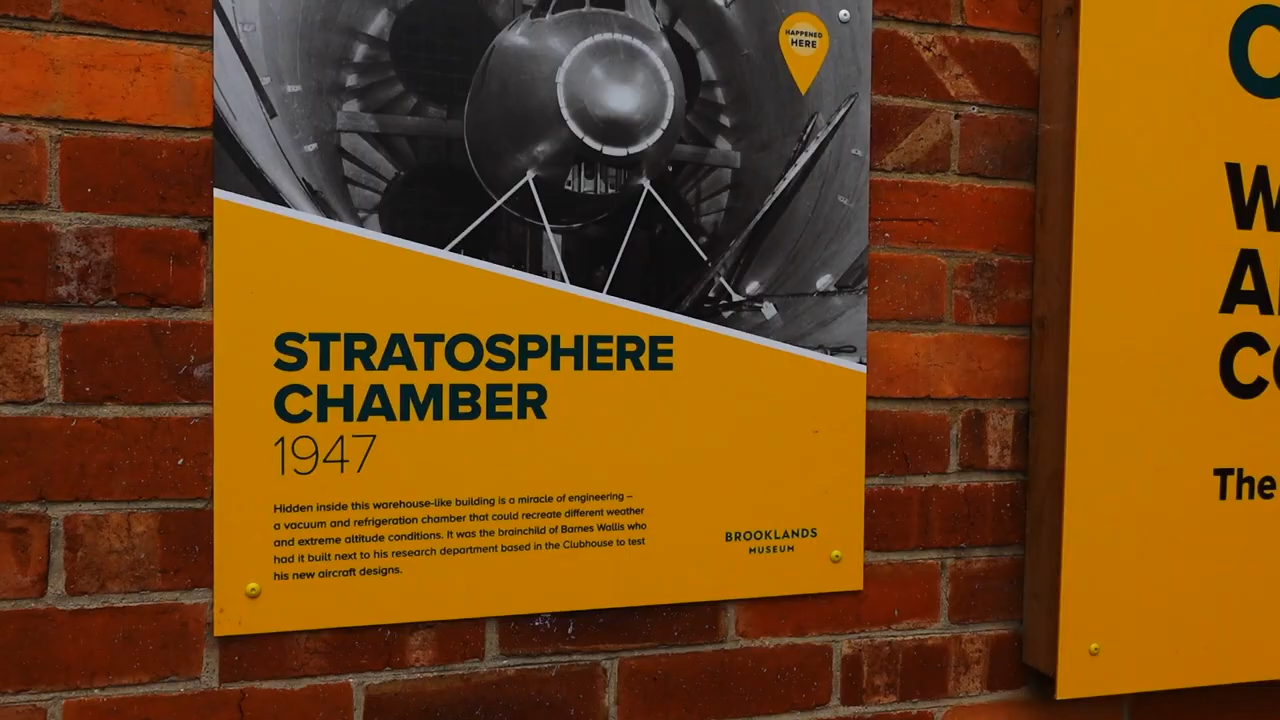 HAPPENED
HERE
STRATOSPHERE
CHAMBER
1947
Hidden inside this warehouse-like building is a miracle of engineering –
a vacuum and refrigeration chamber that could recreate different weather
and extreme altitude conditions. It was the brainchild of Barnes Wallis who
had it built next to his research department based in the Clubhouse to test
his new aircraft designs.
BROOKLANDS
MUSEUM
The